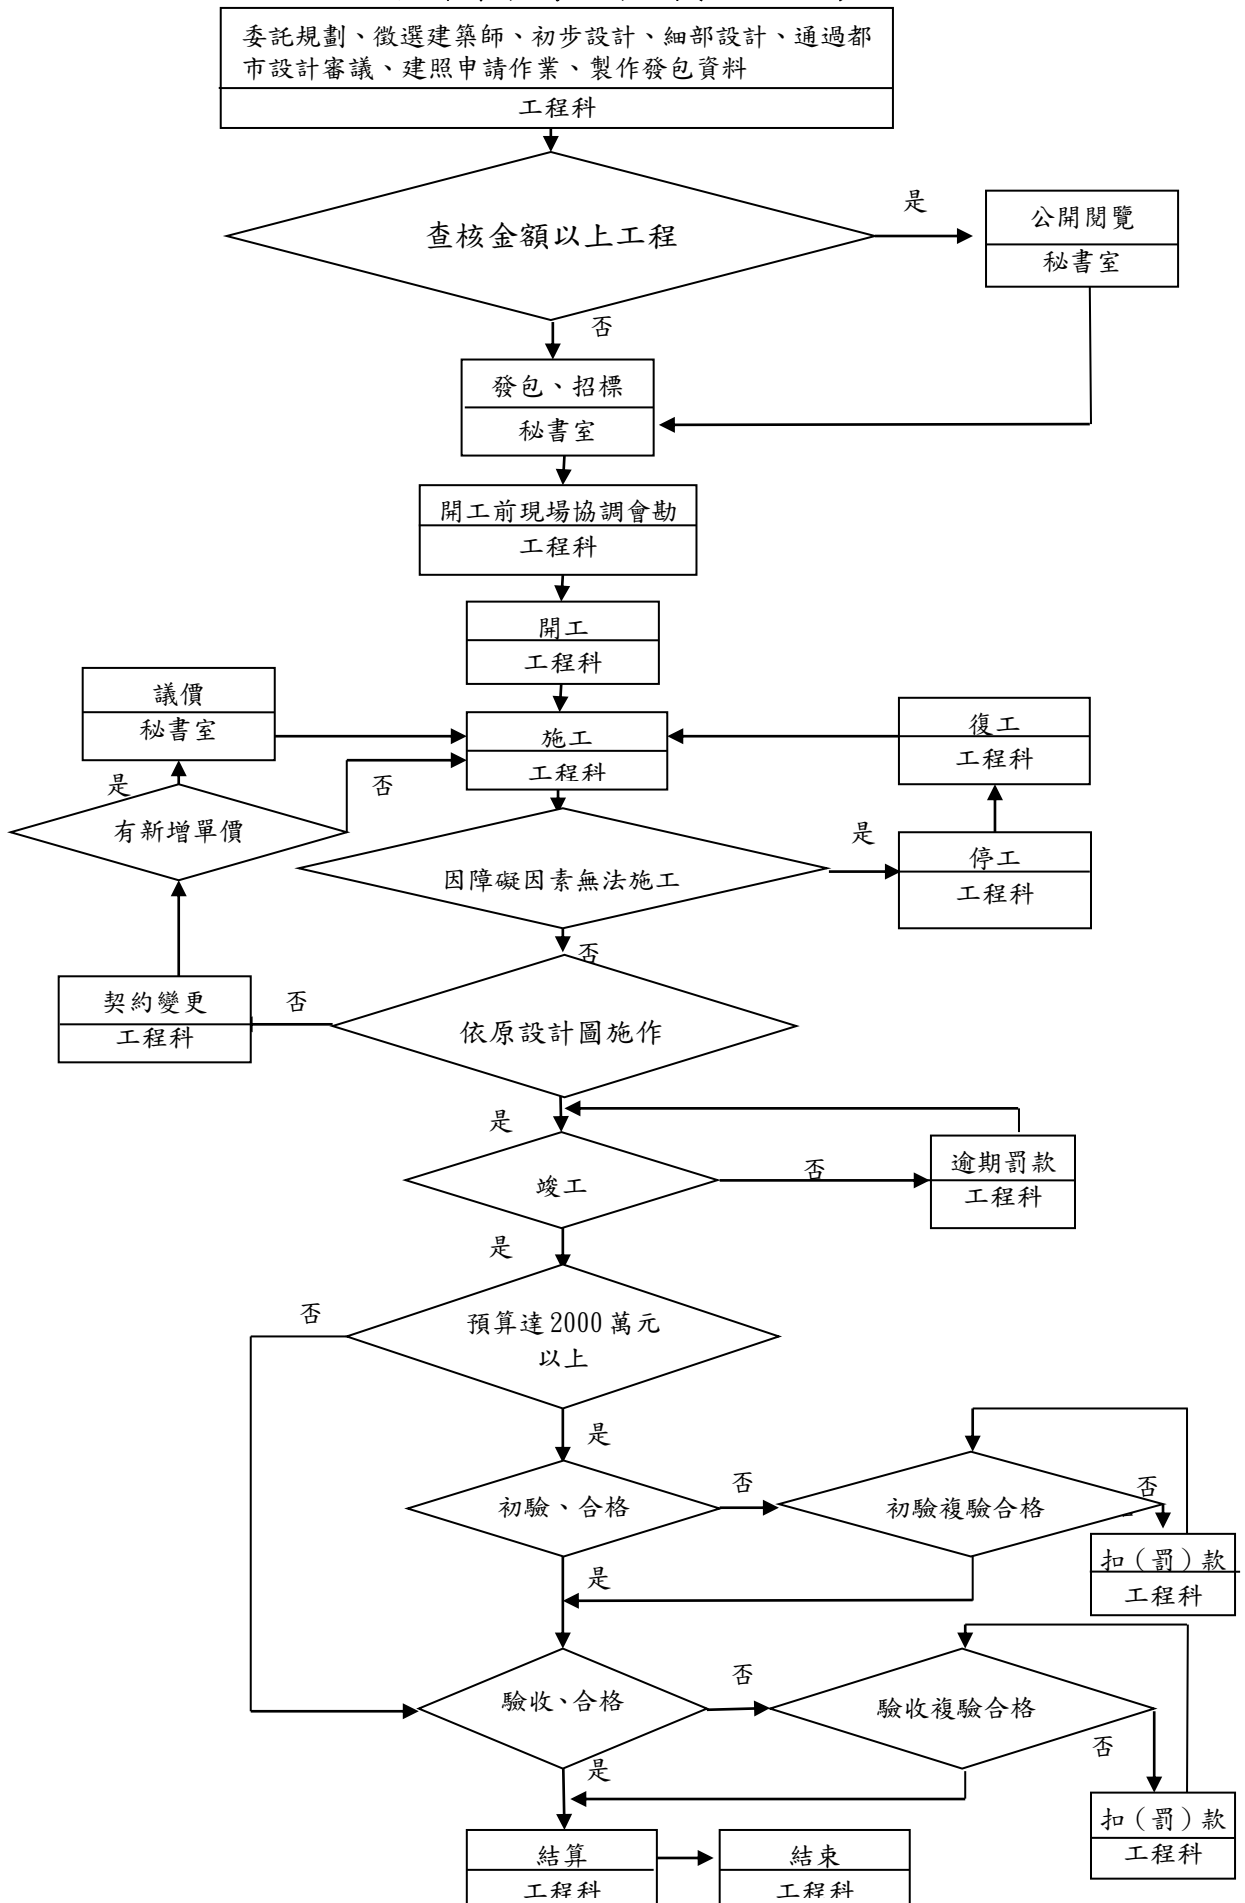 委託規劃、徵選建築師、初步設計、細部設計、通過都
市設計審議、建照申請作業、製作發包資料
工程科
查核金額以上工程
是
公開閱覽
秘書室
否
發包、招標
秘書室
開工前現場協調會勘
工程科
開工
工程科
議價
秘書室
施工
工程科
復工
工程科
是
否
有新增單價
因障礙因素無法施工
是
停工
工程科
否
契約變更
工程科
否
依原設計圖施作
是
竣工
否
逾期罰款
工程科
是
否
預算達2000萬元
以上
是
初驗、合格
否
初驗複驗合格
否
扣（罰）款
工程科
是
驗收、合格
否
驗收複驗合格
否
扣（罰）款
工程科
是
結算
工程科
結束
工程科